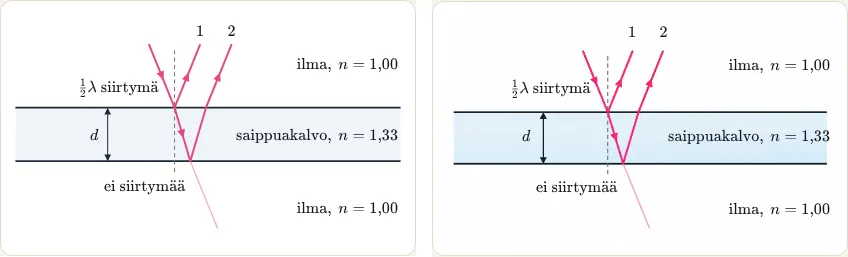 1 2
ilma, n = 1,00
½λ siirtymä
d
saippuakalvo, n = 1,33
ei siirtymää
ilma, n = 1,00
1 2
ilma, n = 1,00
½λ siirtymä
d
saippuakalvo, n = 1,33
ei siirtymää
ilma, n = 1,00